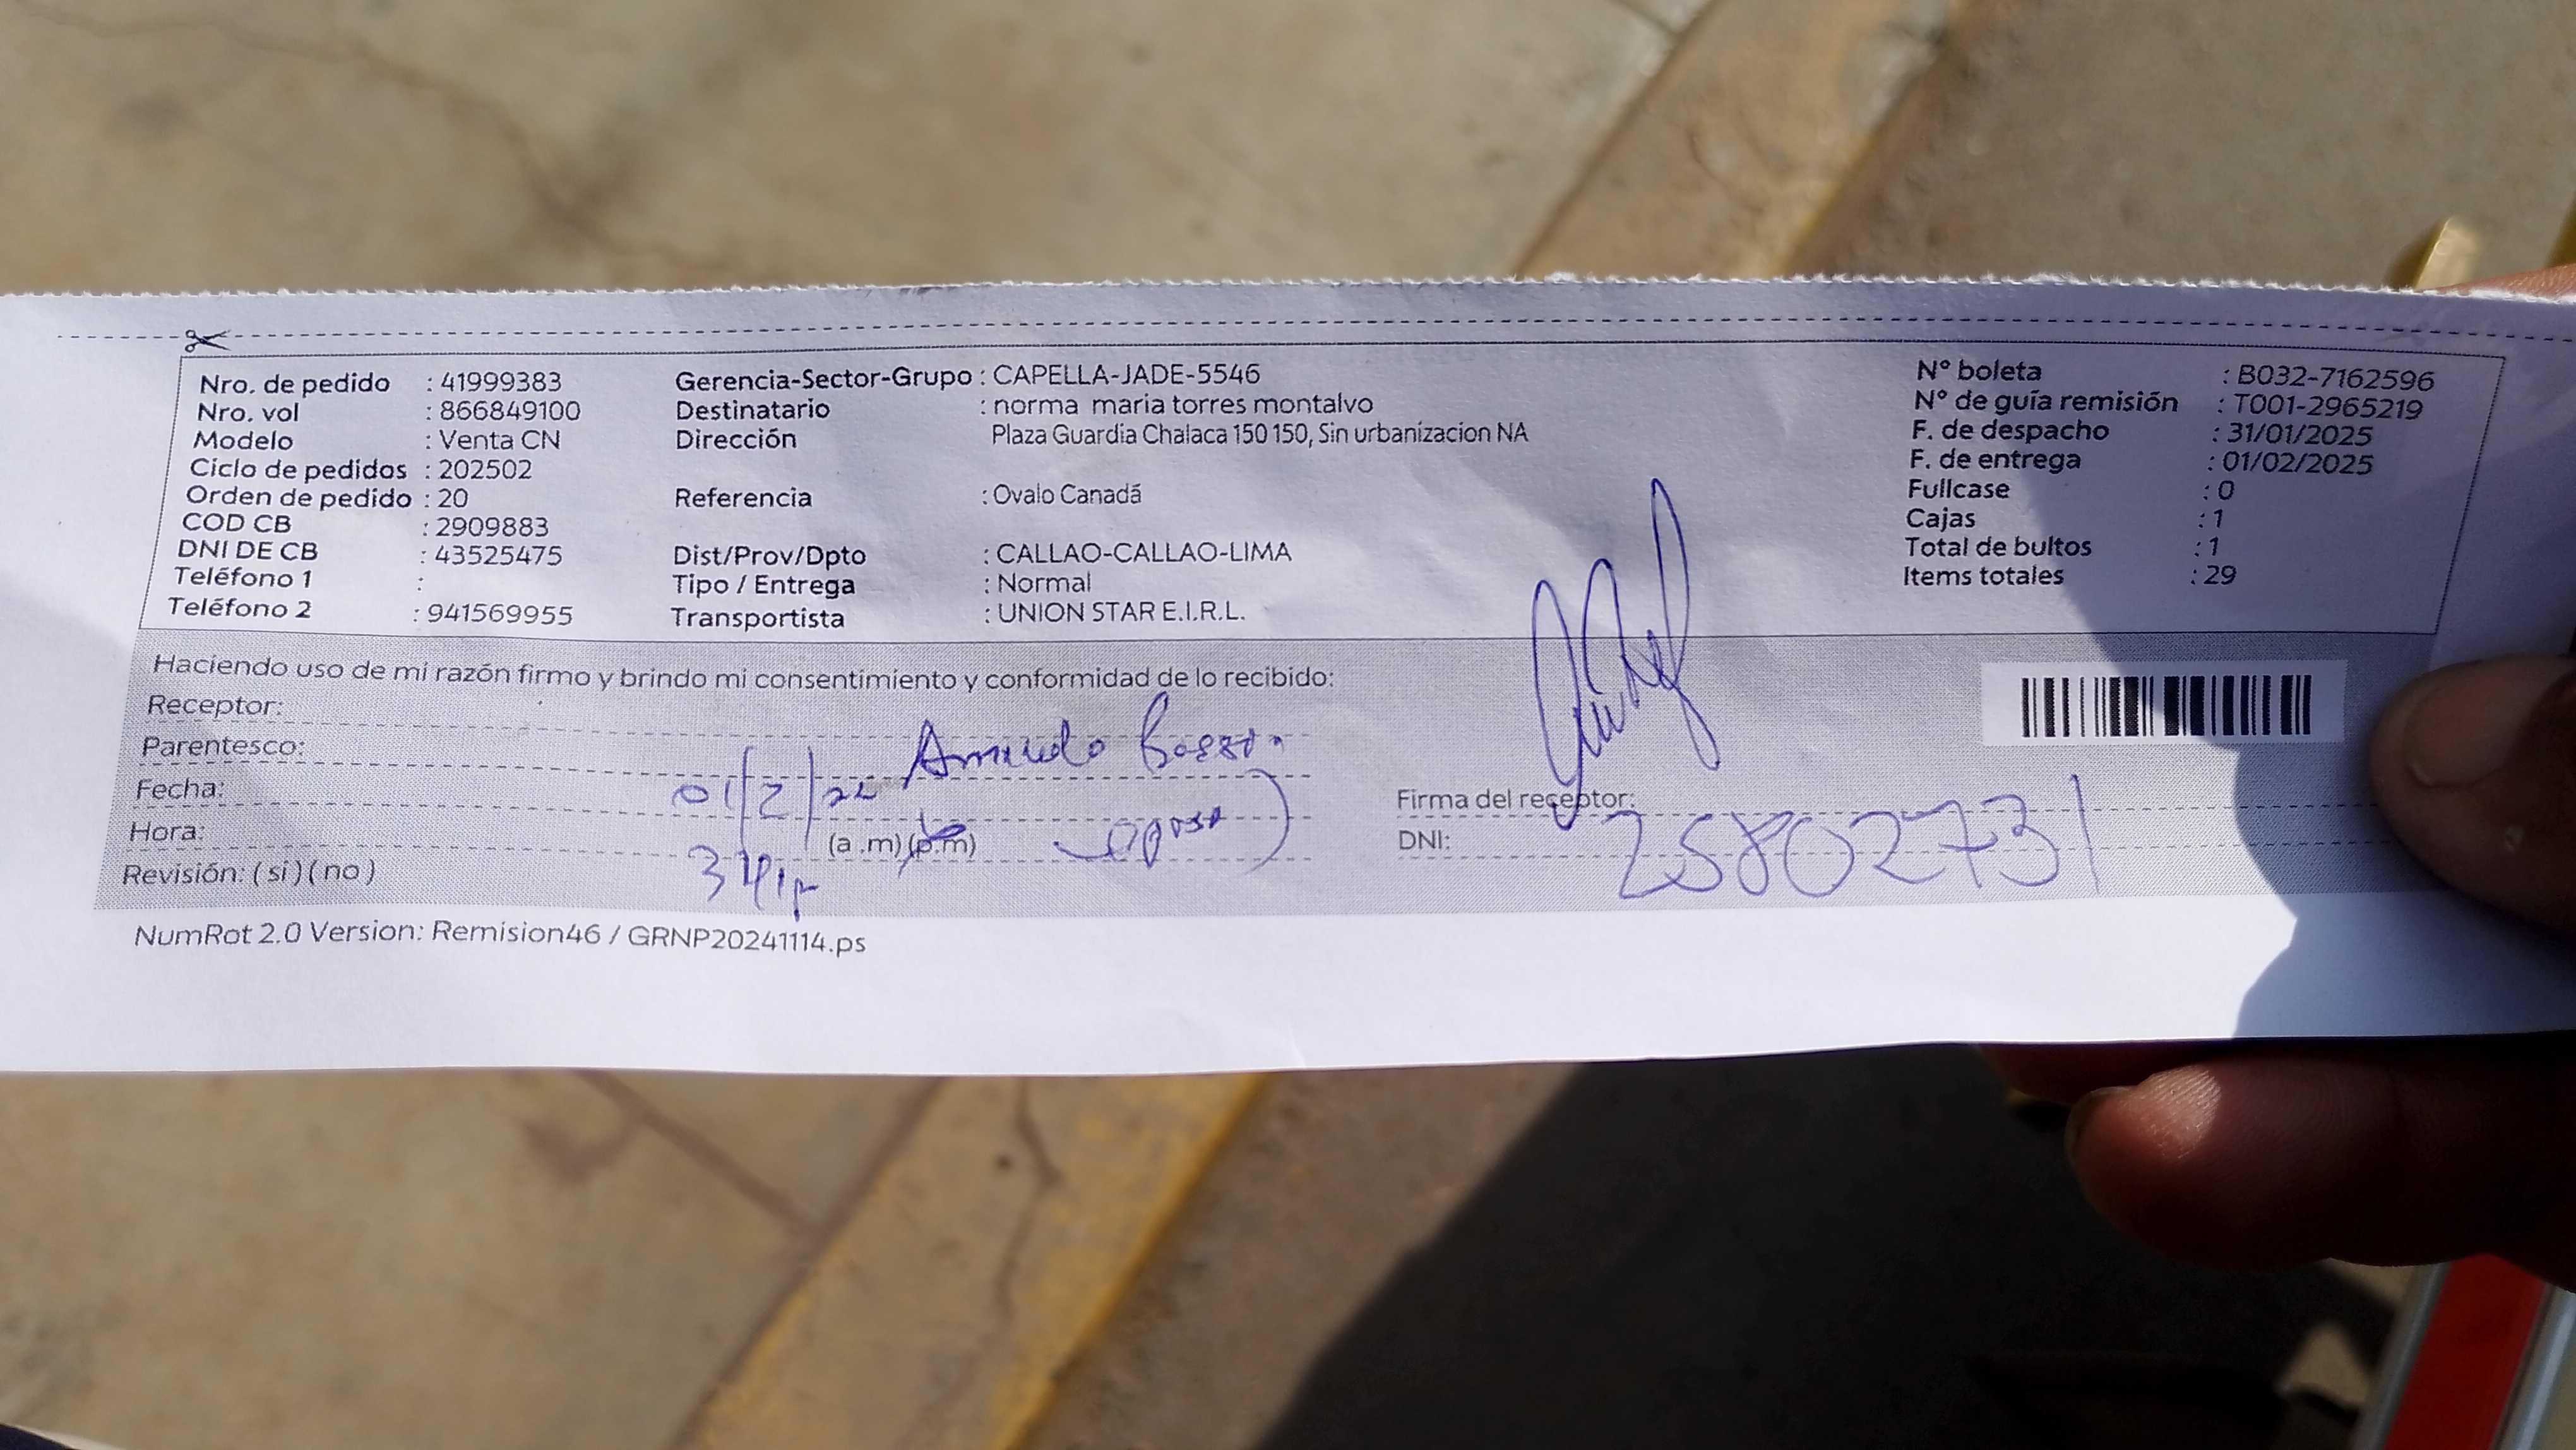 Nro. de pedido : 41999383 Gerencia-Sector-Grupo : CAPELLA-JADE-5546 N° boleta : B032-7162596
Nro. vol : 866849100 Destinatario : norma maria torres montalvo N° de guía remisión : T001-2965219
Modelo : Venta CN Dirección Plaza Guardia Chalaca 150 150, Sin urbanizacion NA F. de despacho : 31/01/2025
Ciclo de pedidos : 202502 F. de entrega : 01/02/2025
Orden de pedido : 20 Referencia : Ovalo Canadá Fullcase : 0
COD CB : 2909883 Cajas : 1
DNI DE CB : 43525475 Dist/Prov/Dpto : CALLAO-CALLAO-LIMA Total de bultos : 1
Teléfono 1 : Tipo / Entrega : Normal Items totales : 29
Teléfono 2 : 941569955 Transportista : UNION STAR E.I.R.L.
Haciendo uso de mi razón firmo y brindo mi consentimiento y conformidad de lo recibido:
Receptor:
Parentesco:
Fecha: 01/2/ Firma del receptor:
Hora: (a .m) (p.m) DNI: 25802731
Revisión: ( si ) ( no )
NumRot 2.0 Version: Remision46 / GRNP20241114.ps